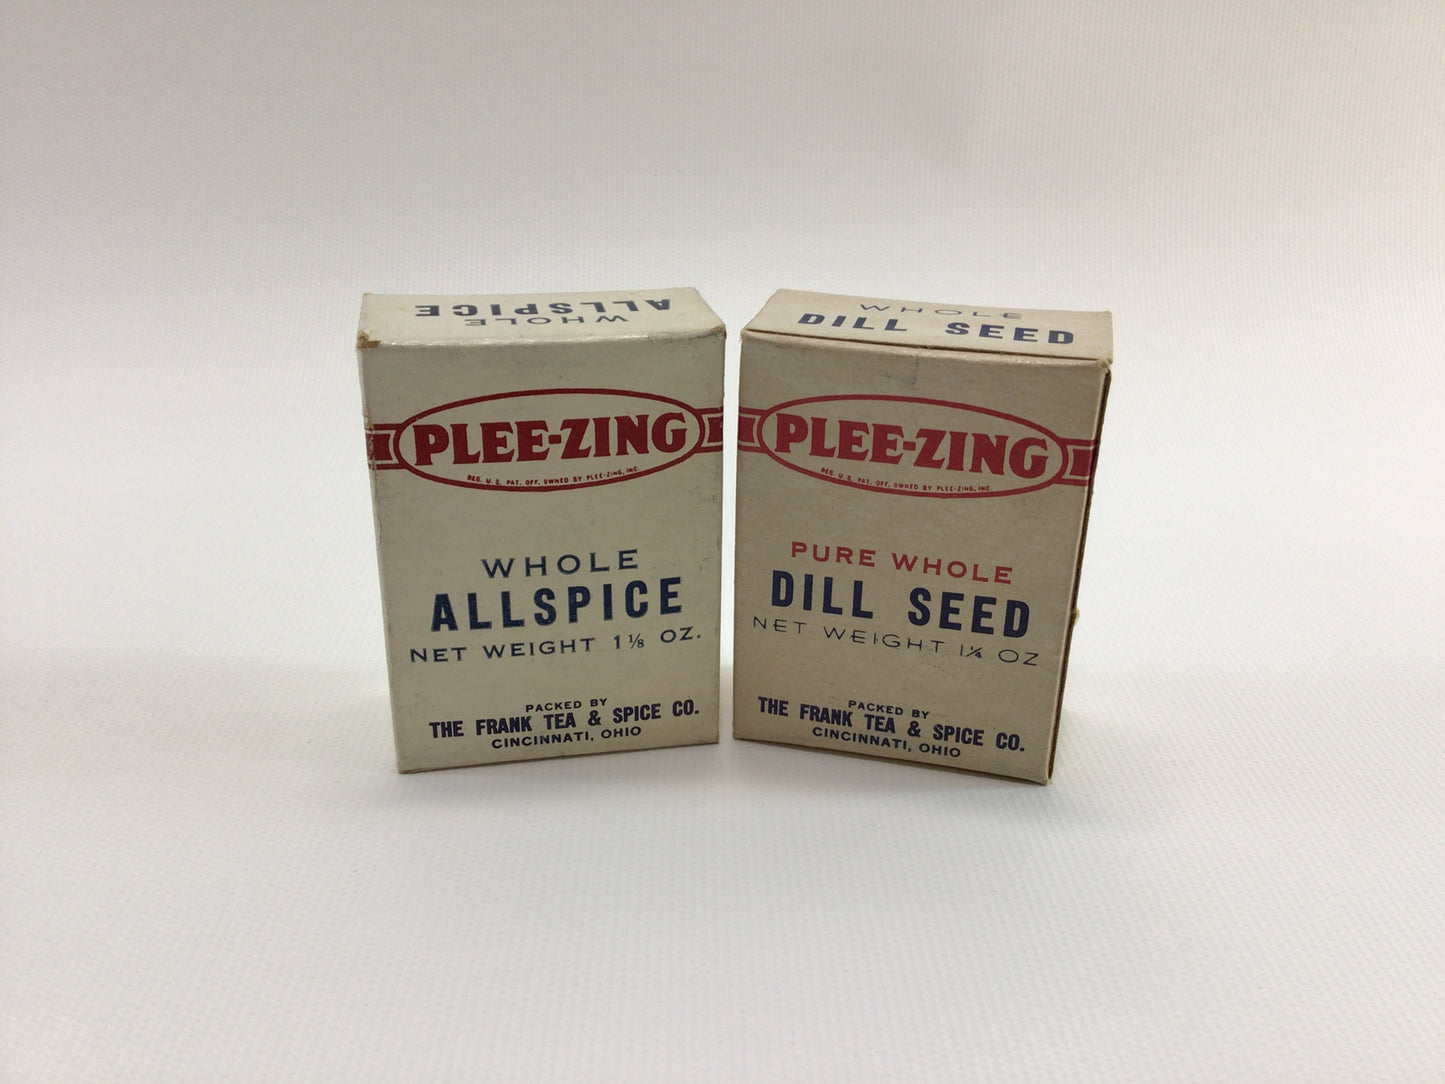 WHOLE
ALLSPICE
PLEE-ZING
REG. U. S. PAT. OFF. OWNED BY PLEE-ZING, INC.
WHOLE
ALLSPICE
NET WEIGHT 1 ⅛ OZ.
PACKED BY
THE FRANK TEA & SPICE CO.
CINCINNATI, OHIO
WHOLE
DILL SEED
PLEE-ZING
REG. U. S. PAT. OFF. OWNED BY PLEE-ZING, INC.
PURE WHOLE
DILL SEED
NET WEIGHT 1¼ OZ
PACKED BY
THE FRANK TEA & SPICE CO.
CINCINNATI, OHIO